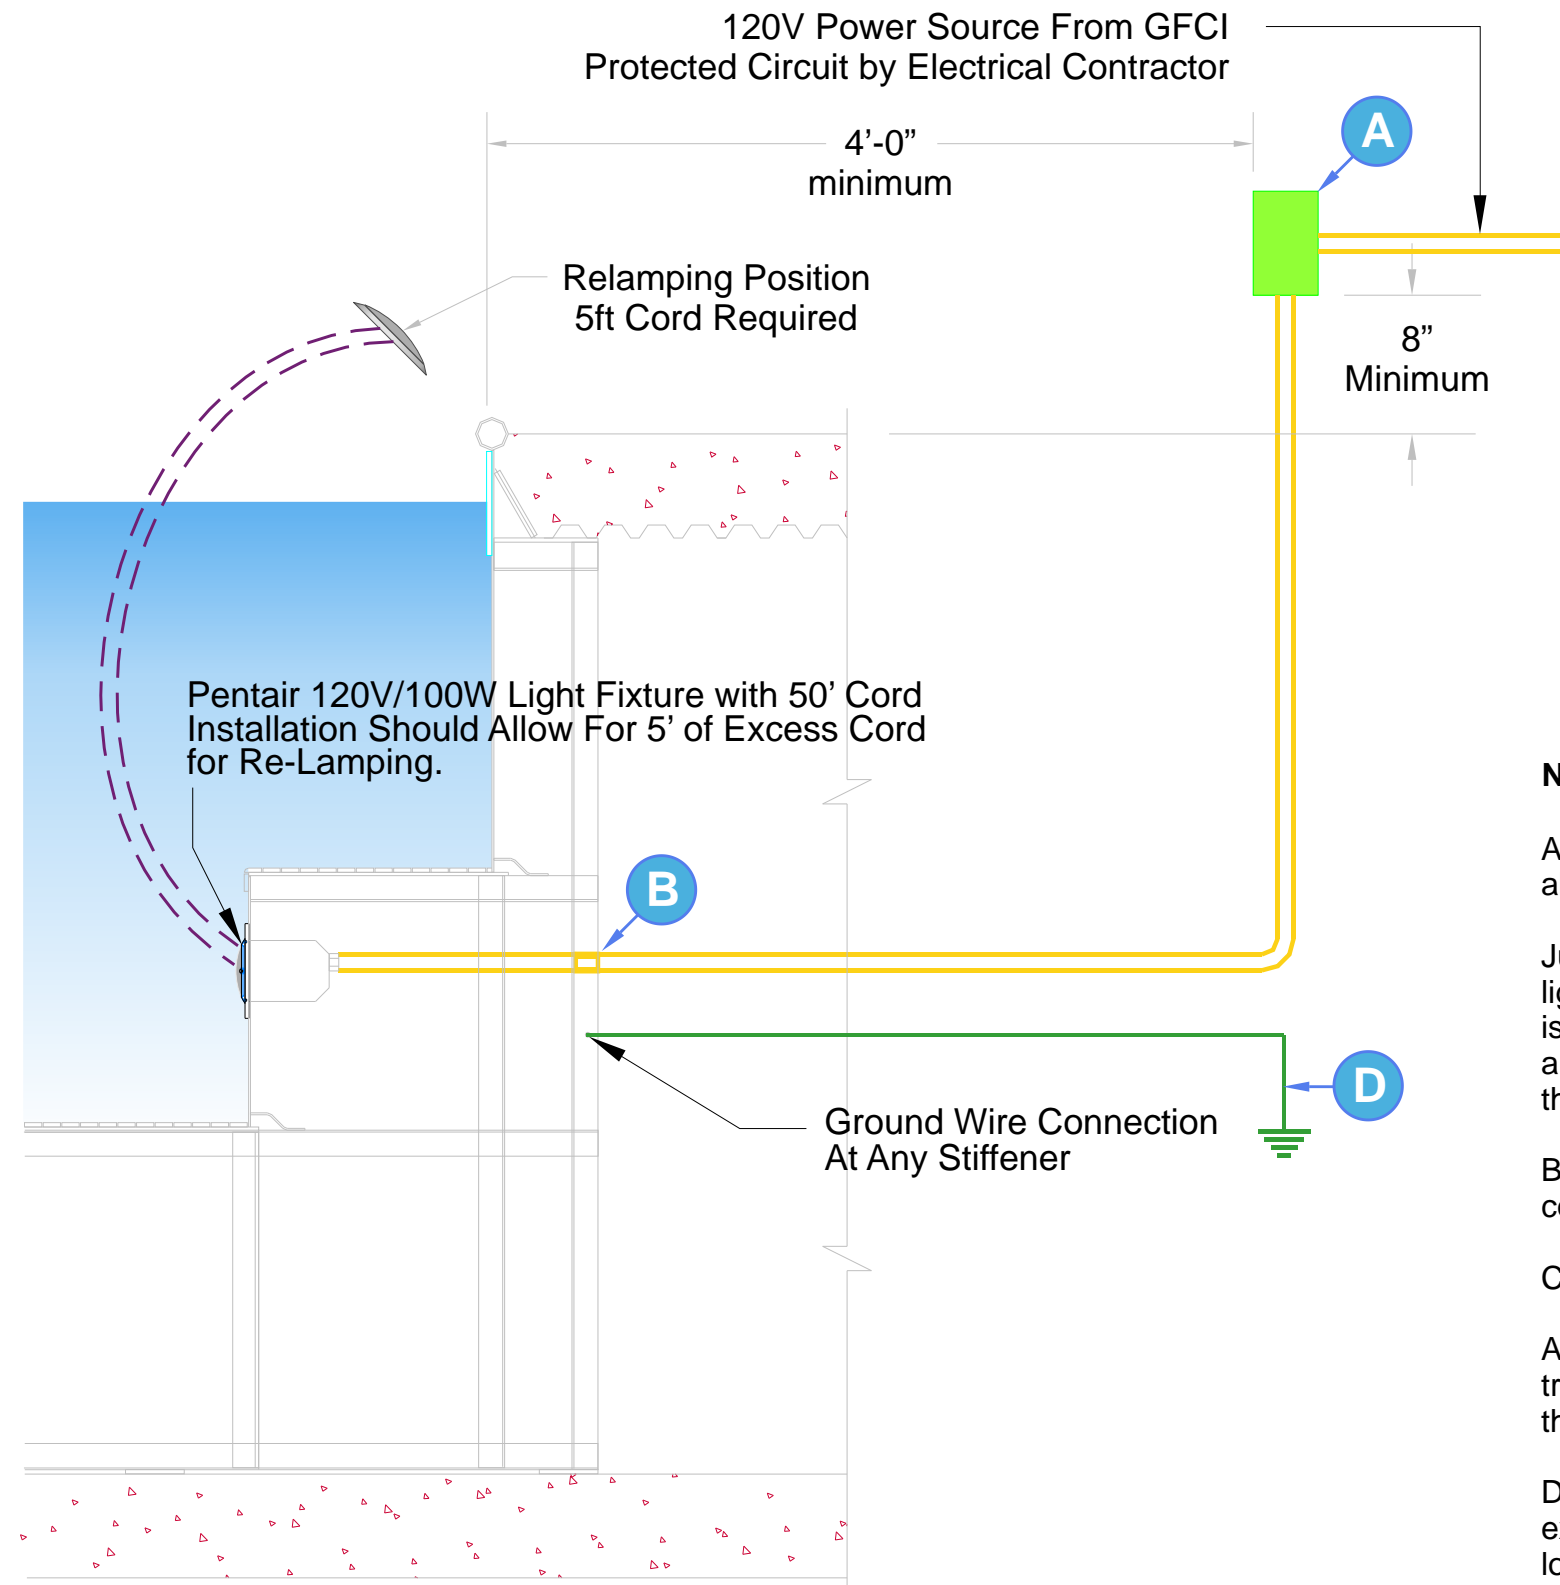 120V Power Source From GFCI
Protected Circuit by Electrical Contractor
4’-0”
minimum
A
Relamping Position
5ft Cord Required
8”
Minimum
Pentair 120V/100W Light Fixture with 50’ Cord
Installation Should Allow For 5’ of Excess Cord
for Re-Lamping.
B
D
Ground Wire Connection
At Any Stiffener